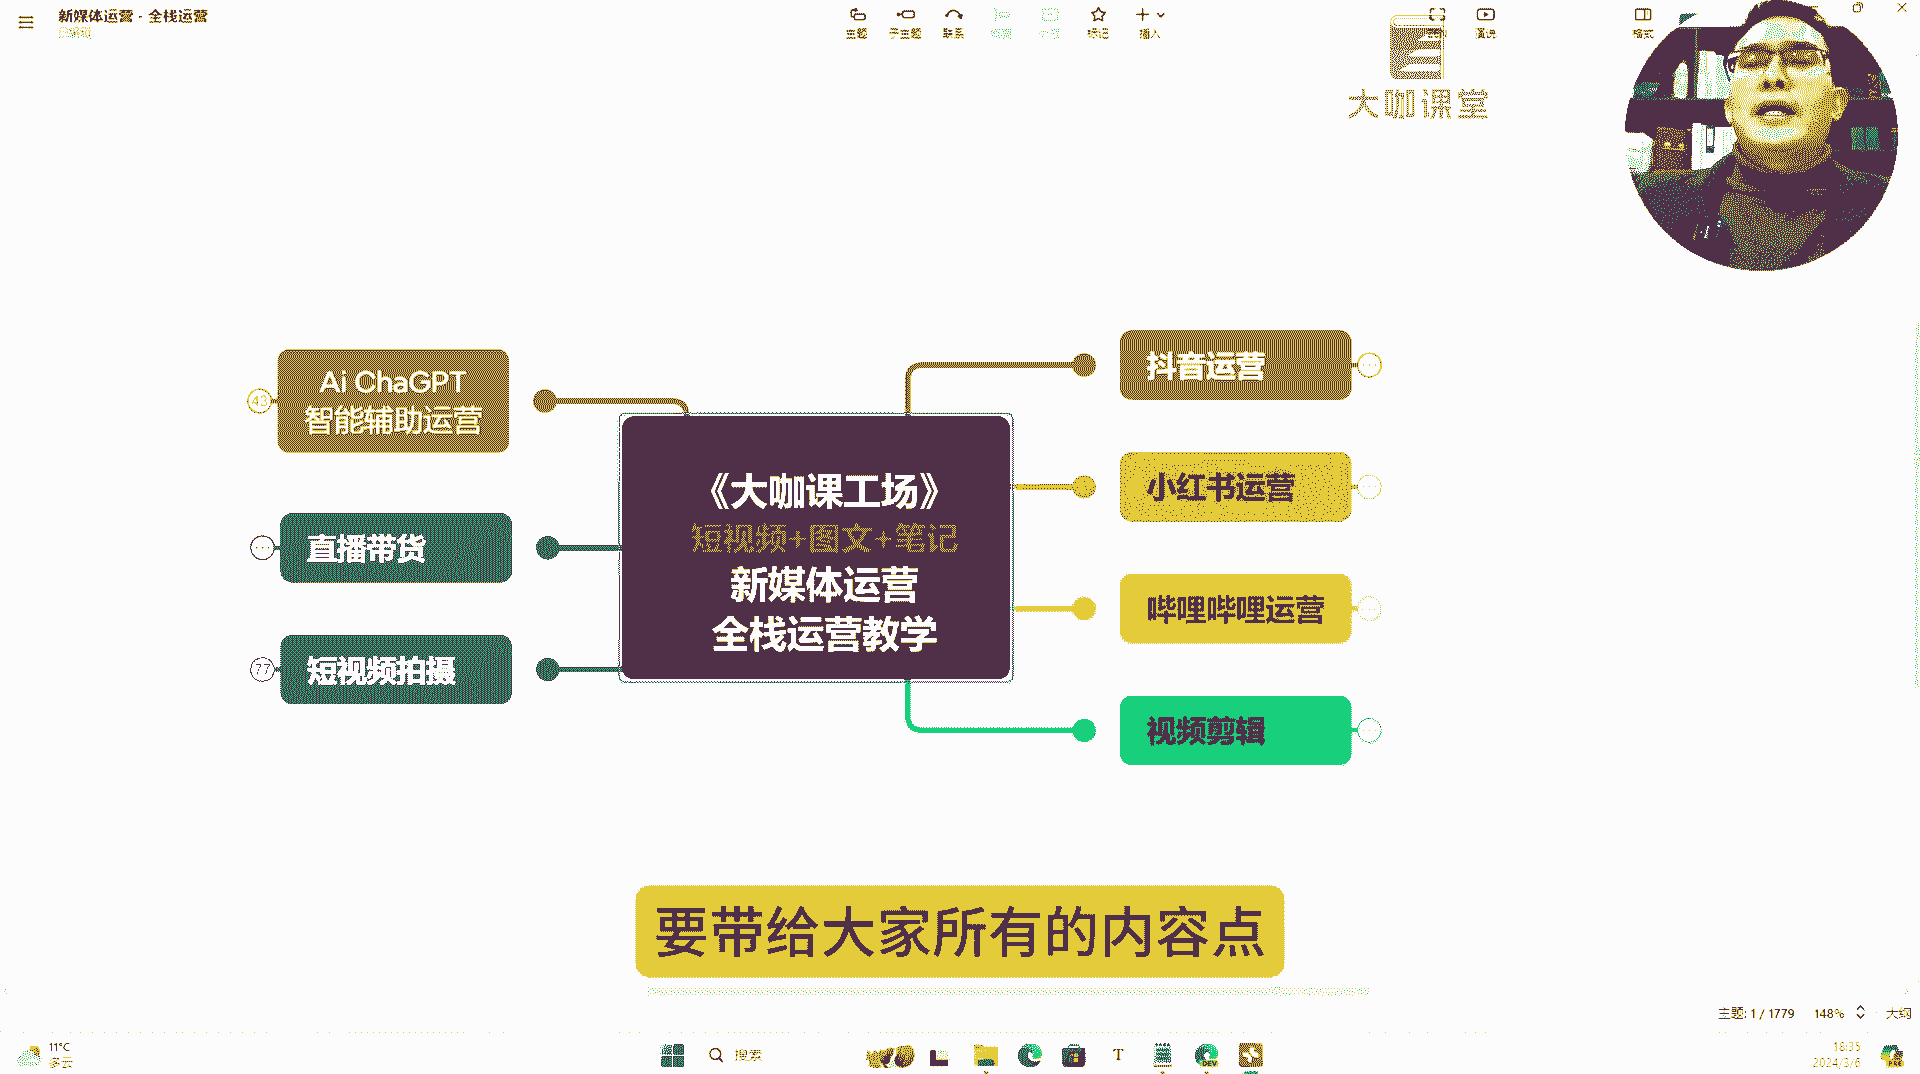 新媒体运营 - 全栈运营
主题
子主题
联系
标记
插入
演说
格式
大咖课堂
Ai ChaGPT
智能辅助运营
43
直播带货
短视频拍摄
77
《大咖课工场》
短视频+图文+笔记
新媒体运营
全栈运营教学
抖音运营
小红书运营
哔哩哔哩运营
视频剪辑
要带给大家所有的内容点
主题: 1 / 1779
148%
大纲
11°C
多云
搜索
T
DEV
18:35
2024/3/6